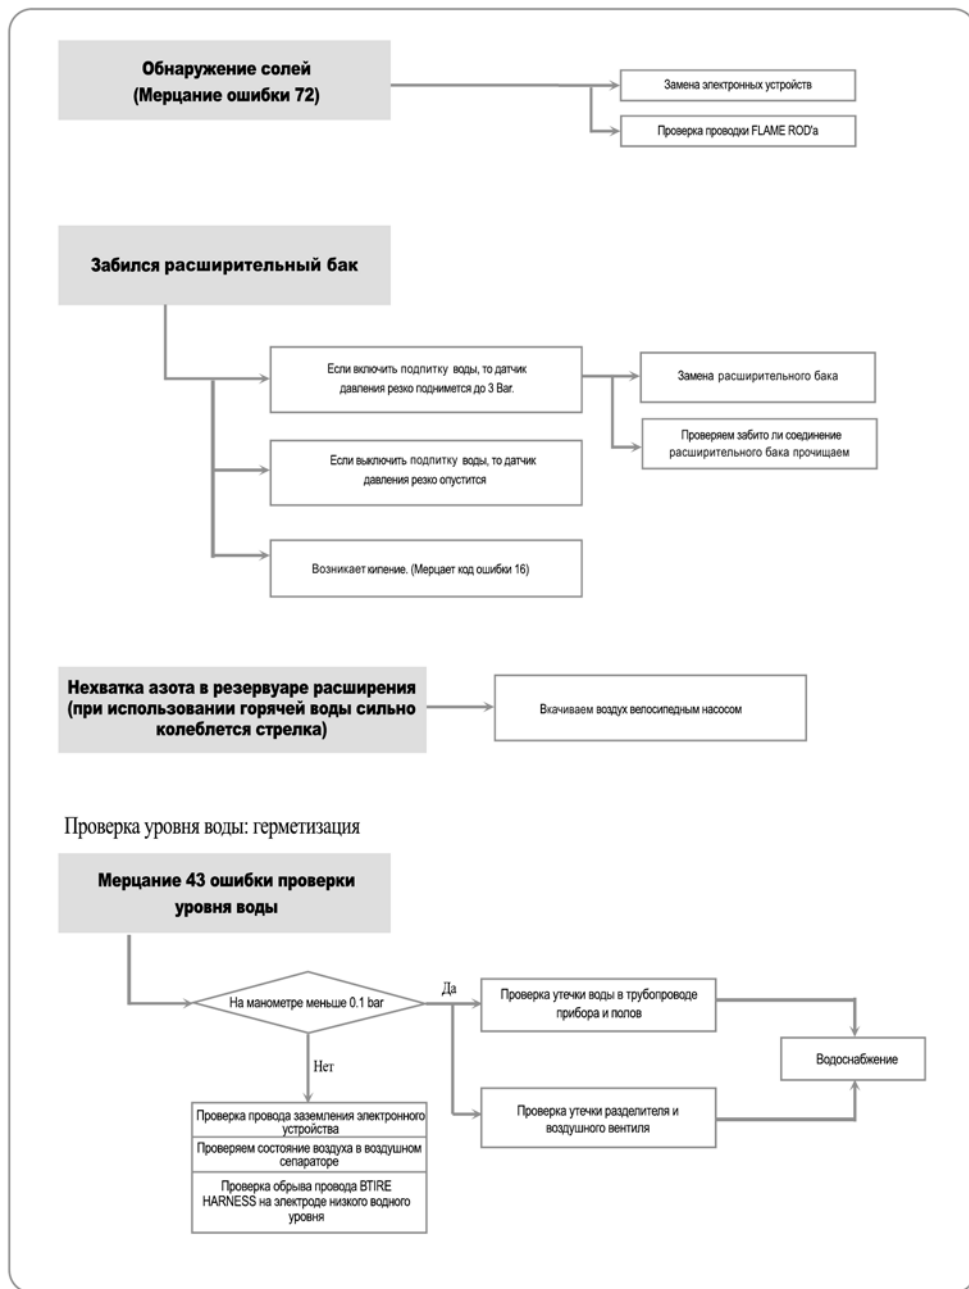 Обнаружение солей
(Мерцание ошибки 72)
Замена электронных устройств
Проверка проводки FLAME ROD'а
Забился расширительный бак
Если включить подпитку воды, то датчик
давления резко поднимется до 3 Bar.
Замена расширительного бака
Проверяем забито ли соединение
расширительного бака прочищаем
Если выключить подпитку воды, то датчик
давления резко опустится
Возникает кипение. (Мерцает код ошибки 16)
Нехватка азота в резервуаре расширения
(при использовании горячей воды сильно
колеблется стрелка)
Вкачиваем воздух велосипедным насосом
Проверка уровня воды: герметизация
Мерцание 43 ошибки проверки
уровня воды
На манометре меньше 0.1 bar
Да
Проверка утечки воды в трубопроводе
прибора и полов
Водоснабжение
Нет
Проверка утечки разделителя и
воздушного вентиля
Проверка провода заземления электронного
устройства
Проверяем состояние воздуха в воздушном
сепараторе
Проверка обрыва провода BTIRE
HARNESS на электроде низкого водного
уровня